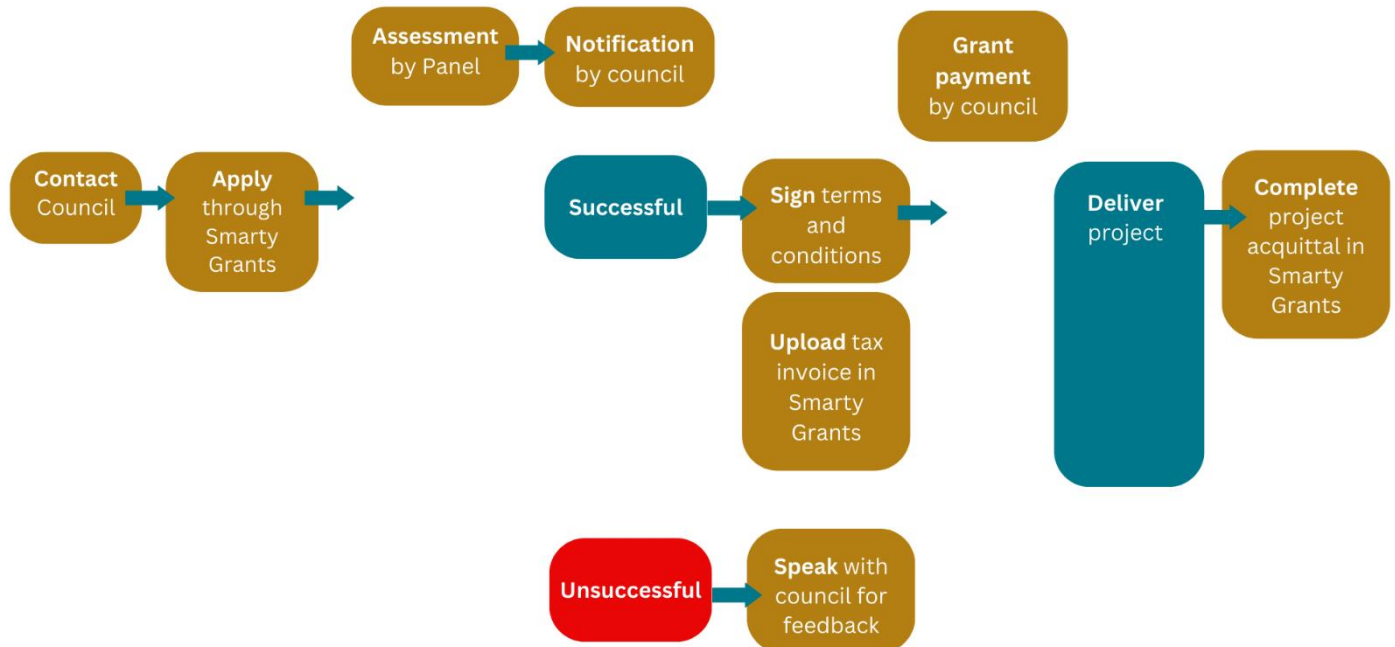 Assessment
by Panel
Notification
by council
Grant
payment
by council
Contact
Council
Apply
through
Smarty
Grants
Successful
Sign terms
and
conditions
Deliver
project
Complete
project
acquittal in
Smarty
Grants
Upload tax
invoice in
Smarty
Grants
Unsuccessful
Speak with
council for
feedback